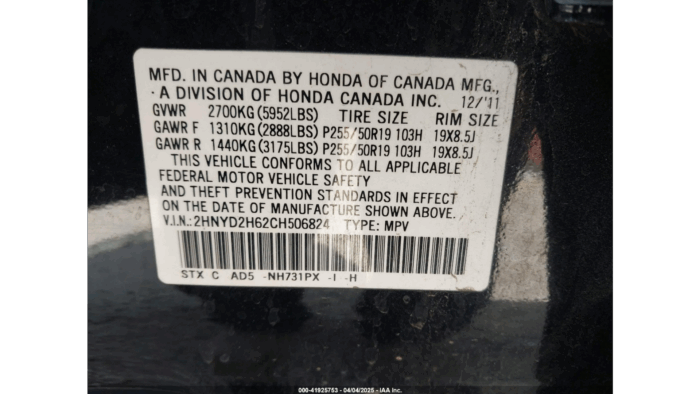 MFD. IN CANADA BY HONDA OF CANADA MFG.,
A DIVISION OF HONDA CANADA INC. 12/'11
GVWR 2700KG(5952LBS) TIRE SIZE RIM SIZE
GAWR F 1310KG(2888LBS) P255/50R19 103H 19X8.5J
GAWR R 1440KG(3175LBS) P255/50R19 103H 19X8.5J
THIS VEHICLE CONFORMS TO ALL APPLICABLE
FEDERAL MOTOR VEHICLE SAFETY
AND THEFT PREVENTION STANDARDS IN EFFECT
ON THE DATE OF MANUFACTURE SHOWN ABOVE.
V.I.N.:2HNYD2H62CH506824 TYPE: MPV
STX C AD5 -NH731PX -I -H
000-41925753 - 04/04/2025 - IAA Inc.